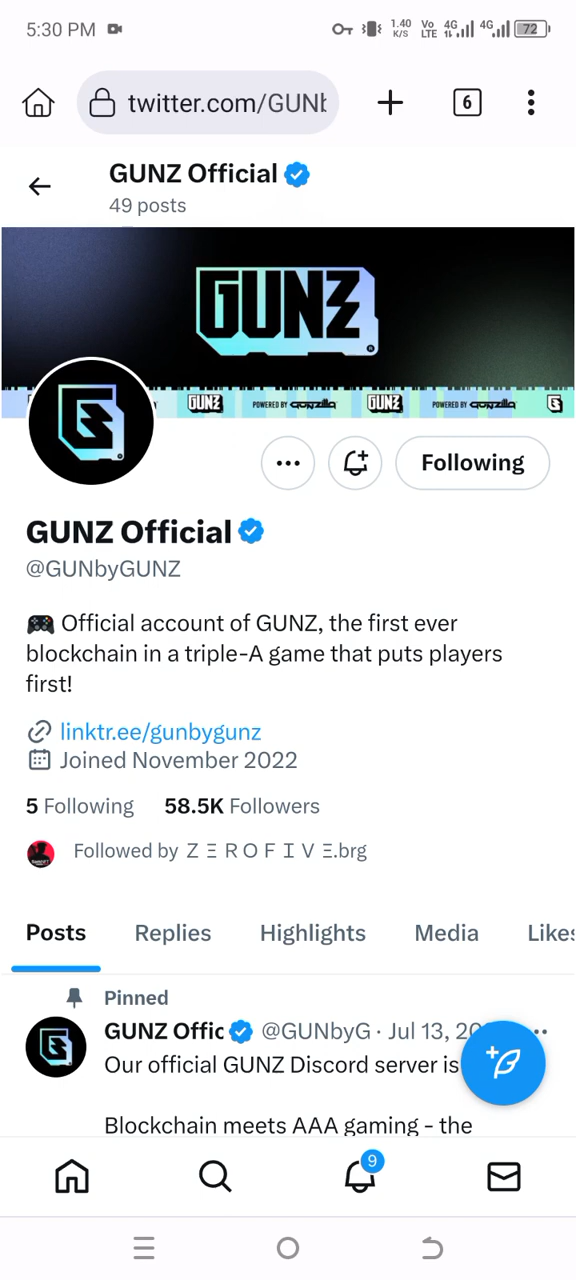 5:30 PM
1.40 K/S Vo LTE 4G 4G 72
twitter.com/GUNb
6
GUNZ Official
49 posts
GUNZ
GUNZ POWERED BY GUNZILLA GUNZ POWERED BY GUNZILLA
Following
GUNZ Official
@GUNbyGUNZ
🎮 Official account of GUNZ, the first ever
blockchain in a triple-A game that puts players
first!
linktr.ee/gunbygunz
Joined November 2022
5 Following 58.5K Followers
Followed by Z Ξ R O F I V Ξ.brg
Posts Replies Highlights Media Likes
Pinned
GUNZ Offic @GUNbyG · Jul 13, 20
Our official GUNZ Discord server is
Blockchain meets AAA gaming - the
9